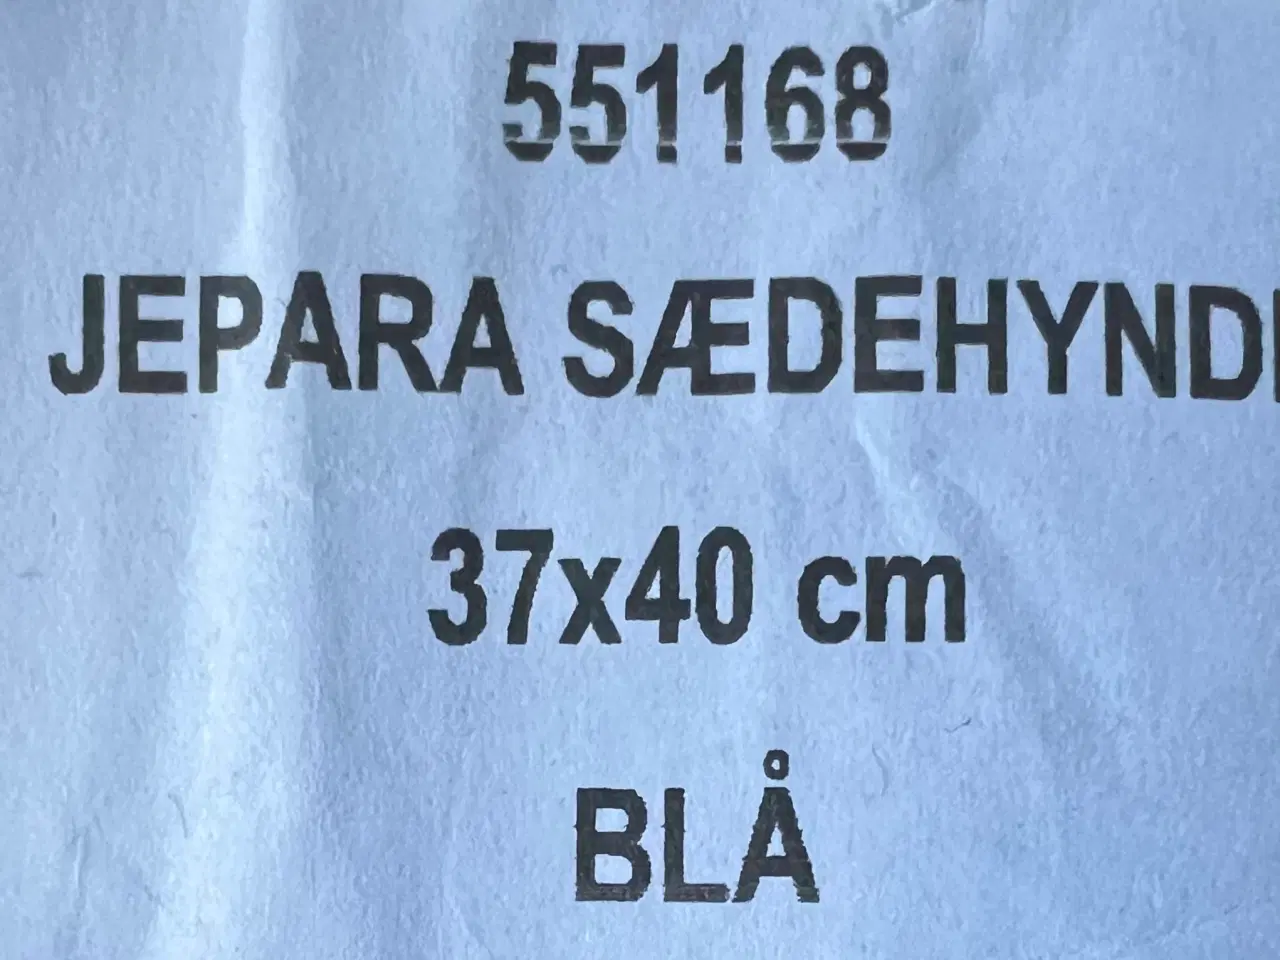 551168
JEPARA SÆDEHYND
37x40 cm
BLÅ